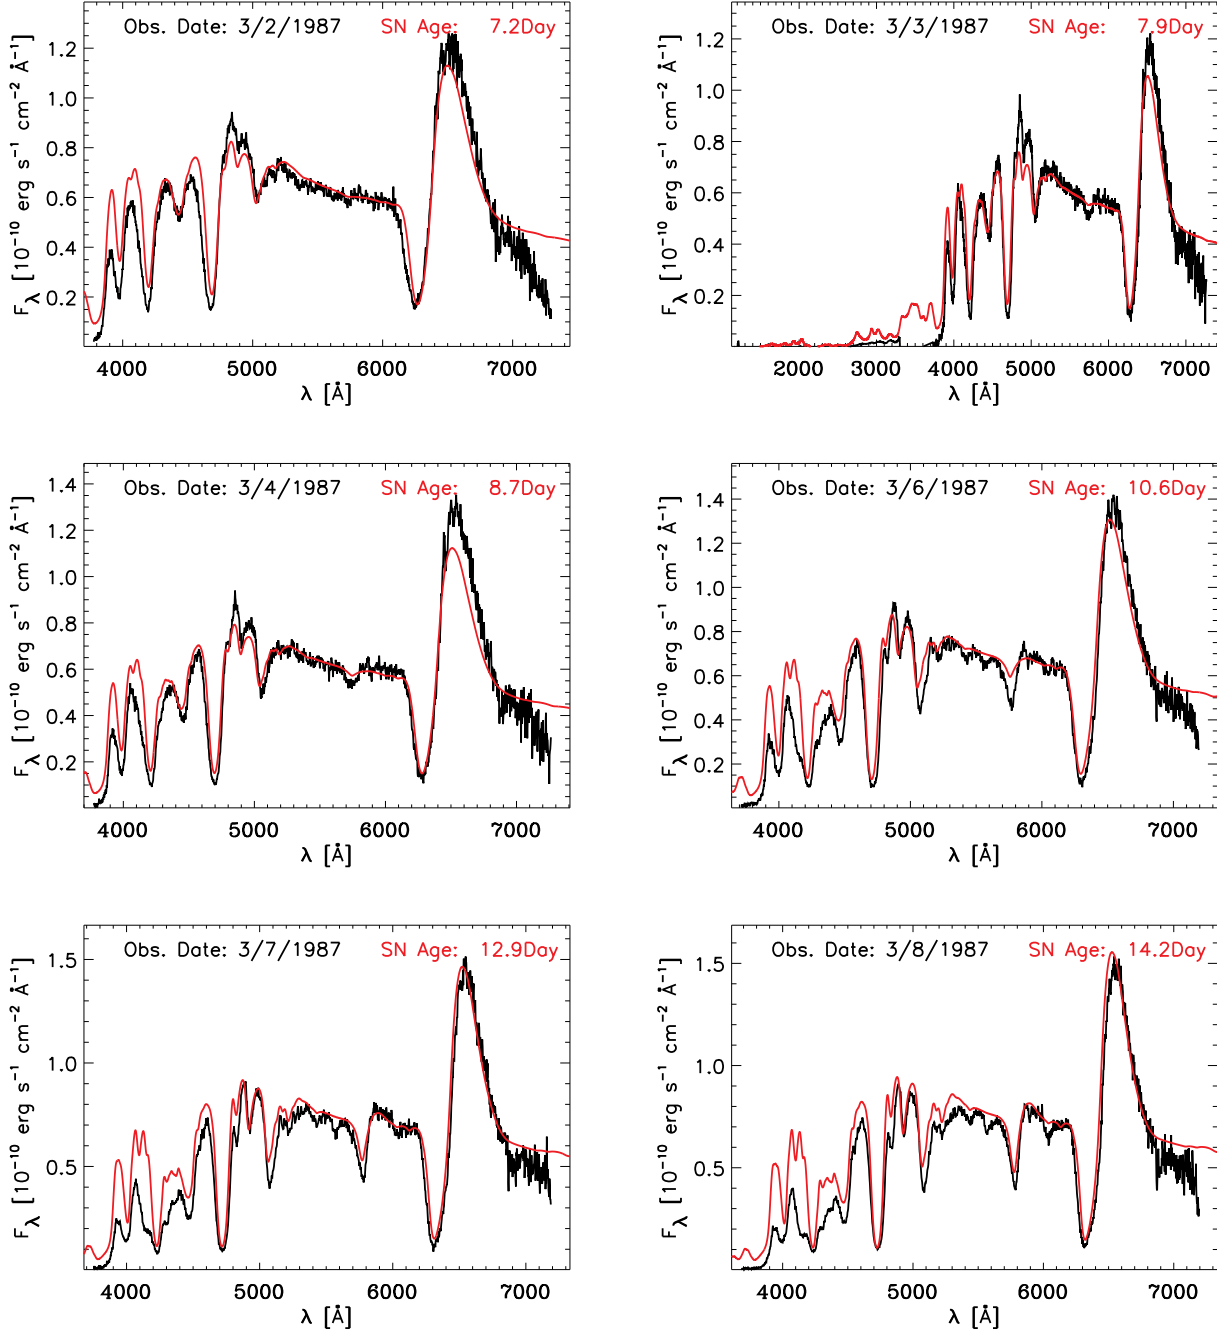 Obs. Date: 3/2/1987 SN Age: 7.2Day
F_λ [10⁻¹⁰ erg s⁻¹ cm⁻² Å⁻¹]
1.2
1.0
0.8
0.6
0.4
0.2
4000 5000 6000 7000
λ [Å]
Obs. Date: 3/3/1987 SN Age: 7.9Day
F_λ [10⁻¹⁰ erg s⁻¹ cm⁻² Å⁻¹]
1.2
1.0
0.8
0.6
0.4
0.2
2000 3000 4000 5000 6000 7000
λ [Å]
Obs. Date: 3/4/1987 SN Age: 8.7Day
F_λ [10⁻¹⁰ erg s⁻¹ cm⁻² Å⁻¹]
1.4
1.2
1.0
0.8
0.6
0.4
0.2
4000 5000 6000 7000
λ [Å]
Obs. Date: 3/6/1987 SN Age: 10.6Day
F_λ [10⁻¹⁰ erg s⁻¹ cm⁻² Å⁻¹]
1.4
1.2
1.0
0.8
0.6
0.4
0.2
4000 5000 6000 7000
λ [Å]
Obs. Date: 3/7/1987 SN Age: 12.9Day
F_λ [10⁻¹⁰ erg s⁻¹ cm⁻² Å⁻¹]
1.5
1.0
0.5
4000 5000 6000 7000
λ [Å]
Obs. Date: 3/8/1987 SN Age: 14.2Day
F_λ [10⁻¹⁰ erg s⁻¹ cm⁻² Å⁻¹]
1.5
1.0
0.5
4000 5000 6000 7000
λ [Å]